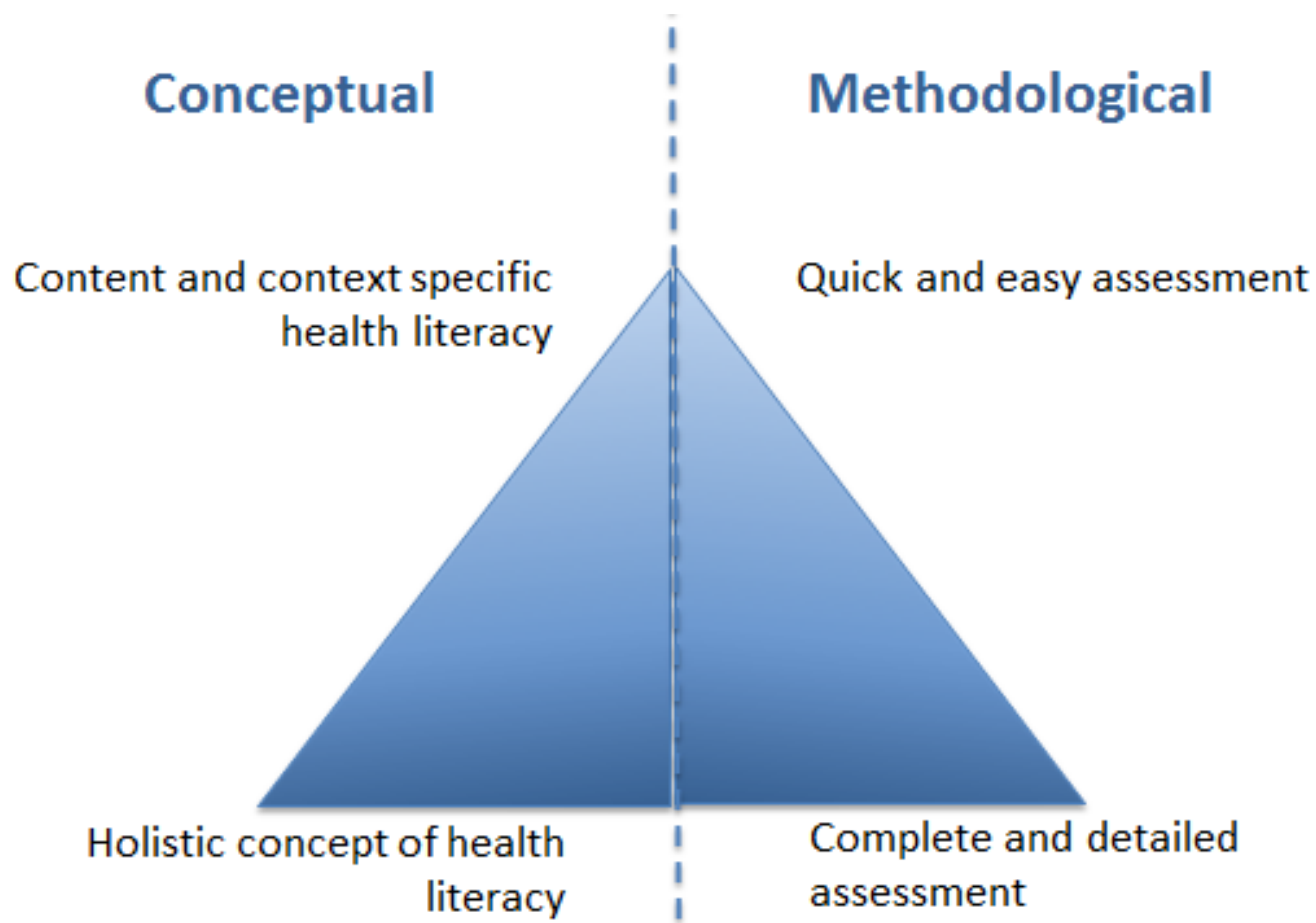 Conceptual
Methodological
Content and context specific
health literacy
Quick and easy assessment
Holistic concept of health
literacy
Complete and detailed
assessment